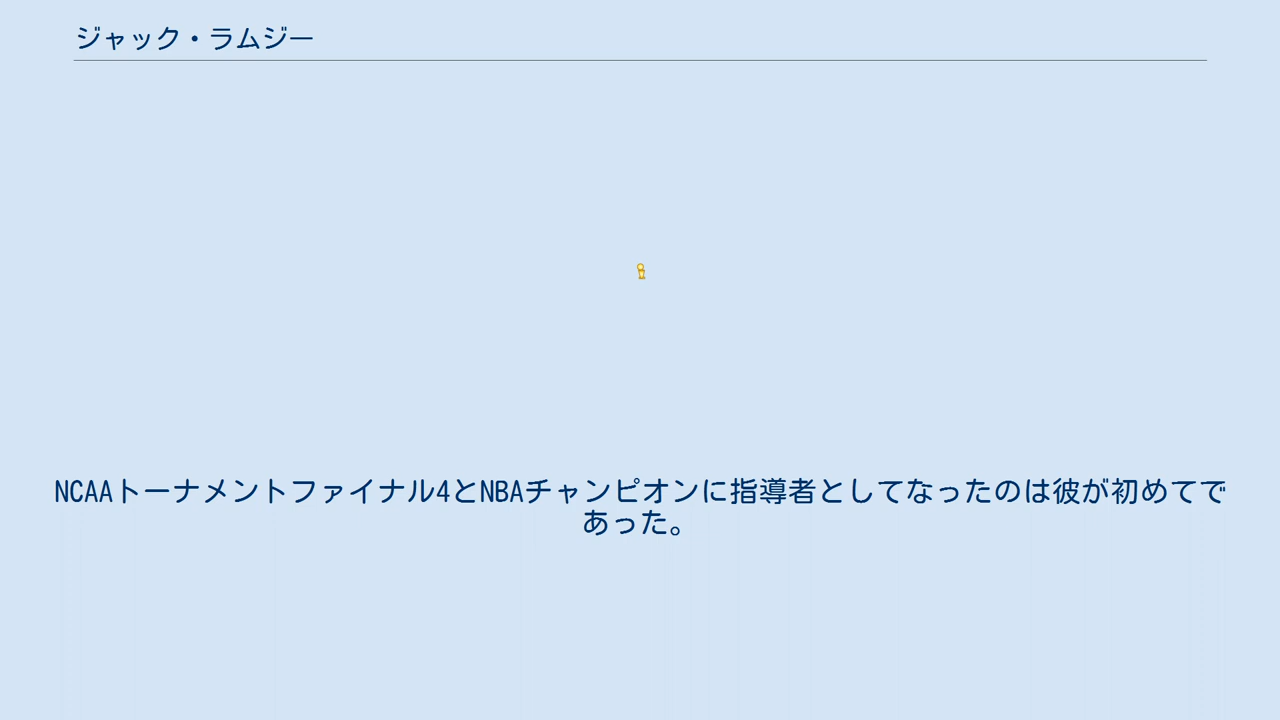 ジャック・ラムジー
NCAAトーナメントファイナル4とNBAチャンピオンに指導者としてなったのは彼が初めてで
あった。